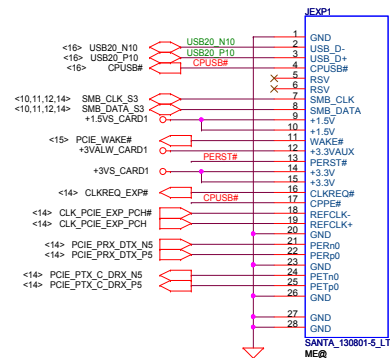 JEXP1
1 GND
<16> USB20_N10 USB20_N10 2 USB_D-
<16> USB20_P10 USB20_P10 3 USB_D+
<16> CPUSB# CPUSB# 4 CPUSB#
5 RSV
6 RSV
<10,11,12,14> SMB_CLK_S3 7 SMB_CLK
<10,11,12,14> SMB_DATA_S3 8 SMB_DATA
+1.5VS_CARD1 9 +1.5V
10 +1.5V
<15> PCIE_WAKE# 11 WAKE#
+3VALW_CARD1 12 +3.3VAUX
PERST# 13 PERST#
+3VS_CARD1 14 +3.3V
15 +3.3V
<14> CLKREQ_EXP# 16 CLKREQ#
CPUSB# 17 CPPE#
<14> CLK_PCIE_EXP_PCH# 18 REFCLK-
<14> CLK_PCIE_EXP_PCH 19 REFCLK+
20 GND
<14> PCIE_PRX_DTX_N5 21 PERn0
<14> PCIE_PRX_DTX_P5 22 PERp0
23 GND
<14> PCIE_PTX_C_DRX_N5 24 PETn0
<14> PCIE_PTX_C_DRX_P5 25 PETp0
26 GND
27 GND
28 GND
SANTA_130801-5_LT
ME@